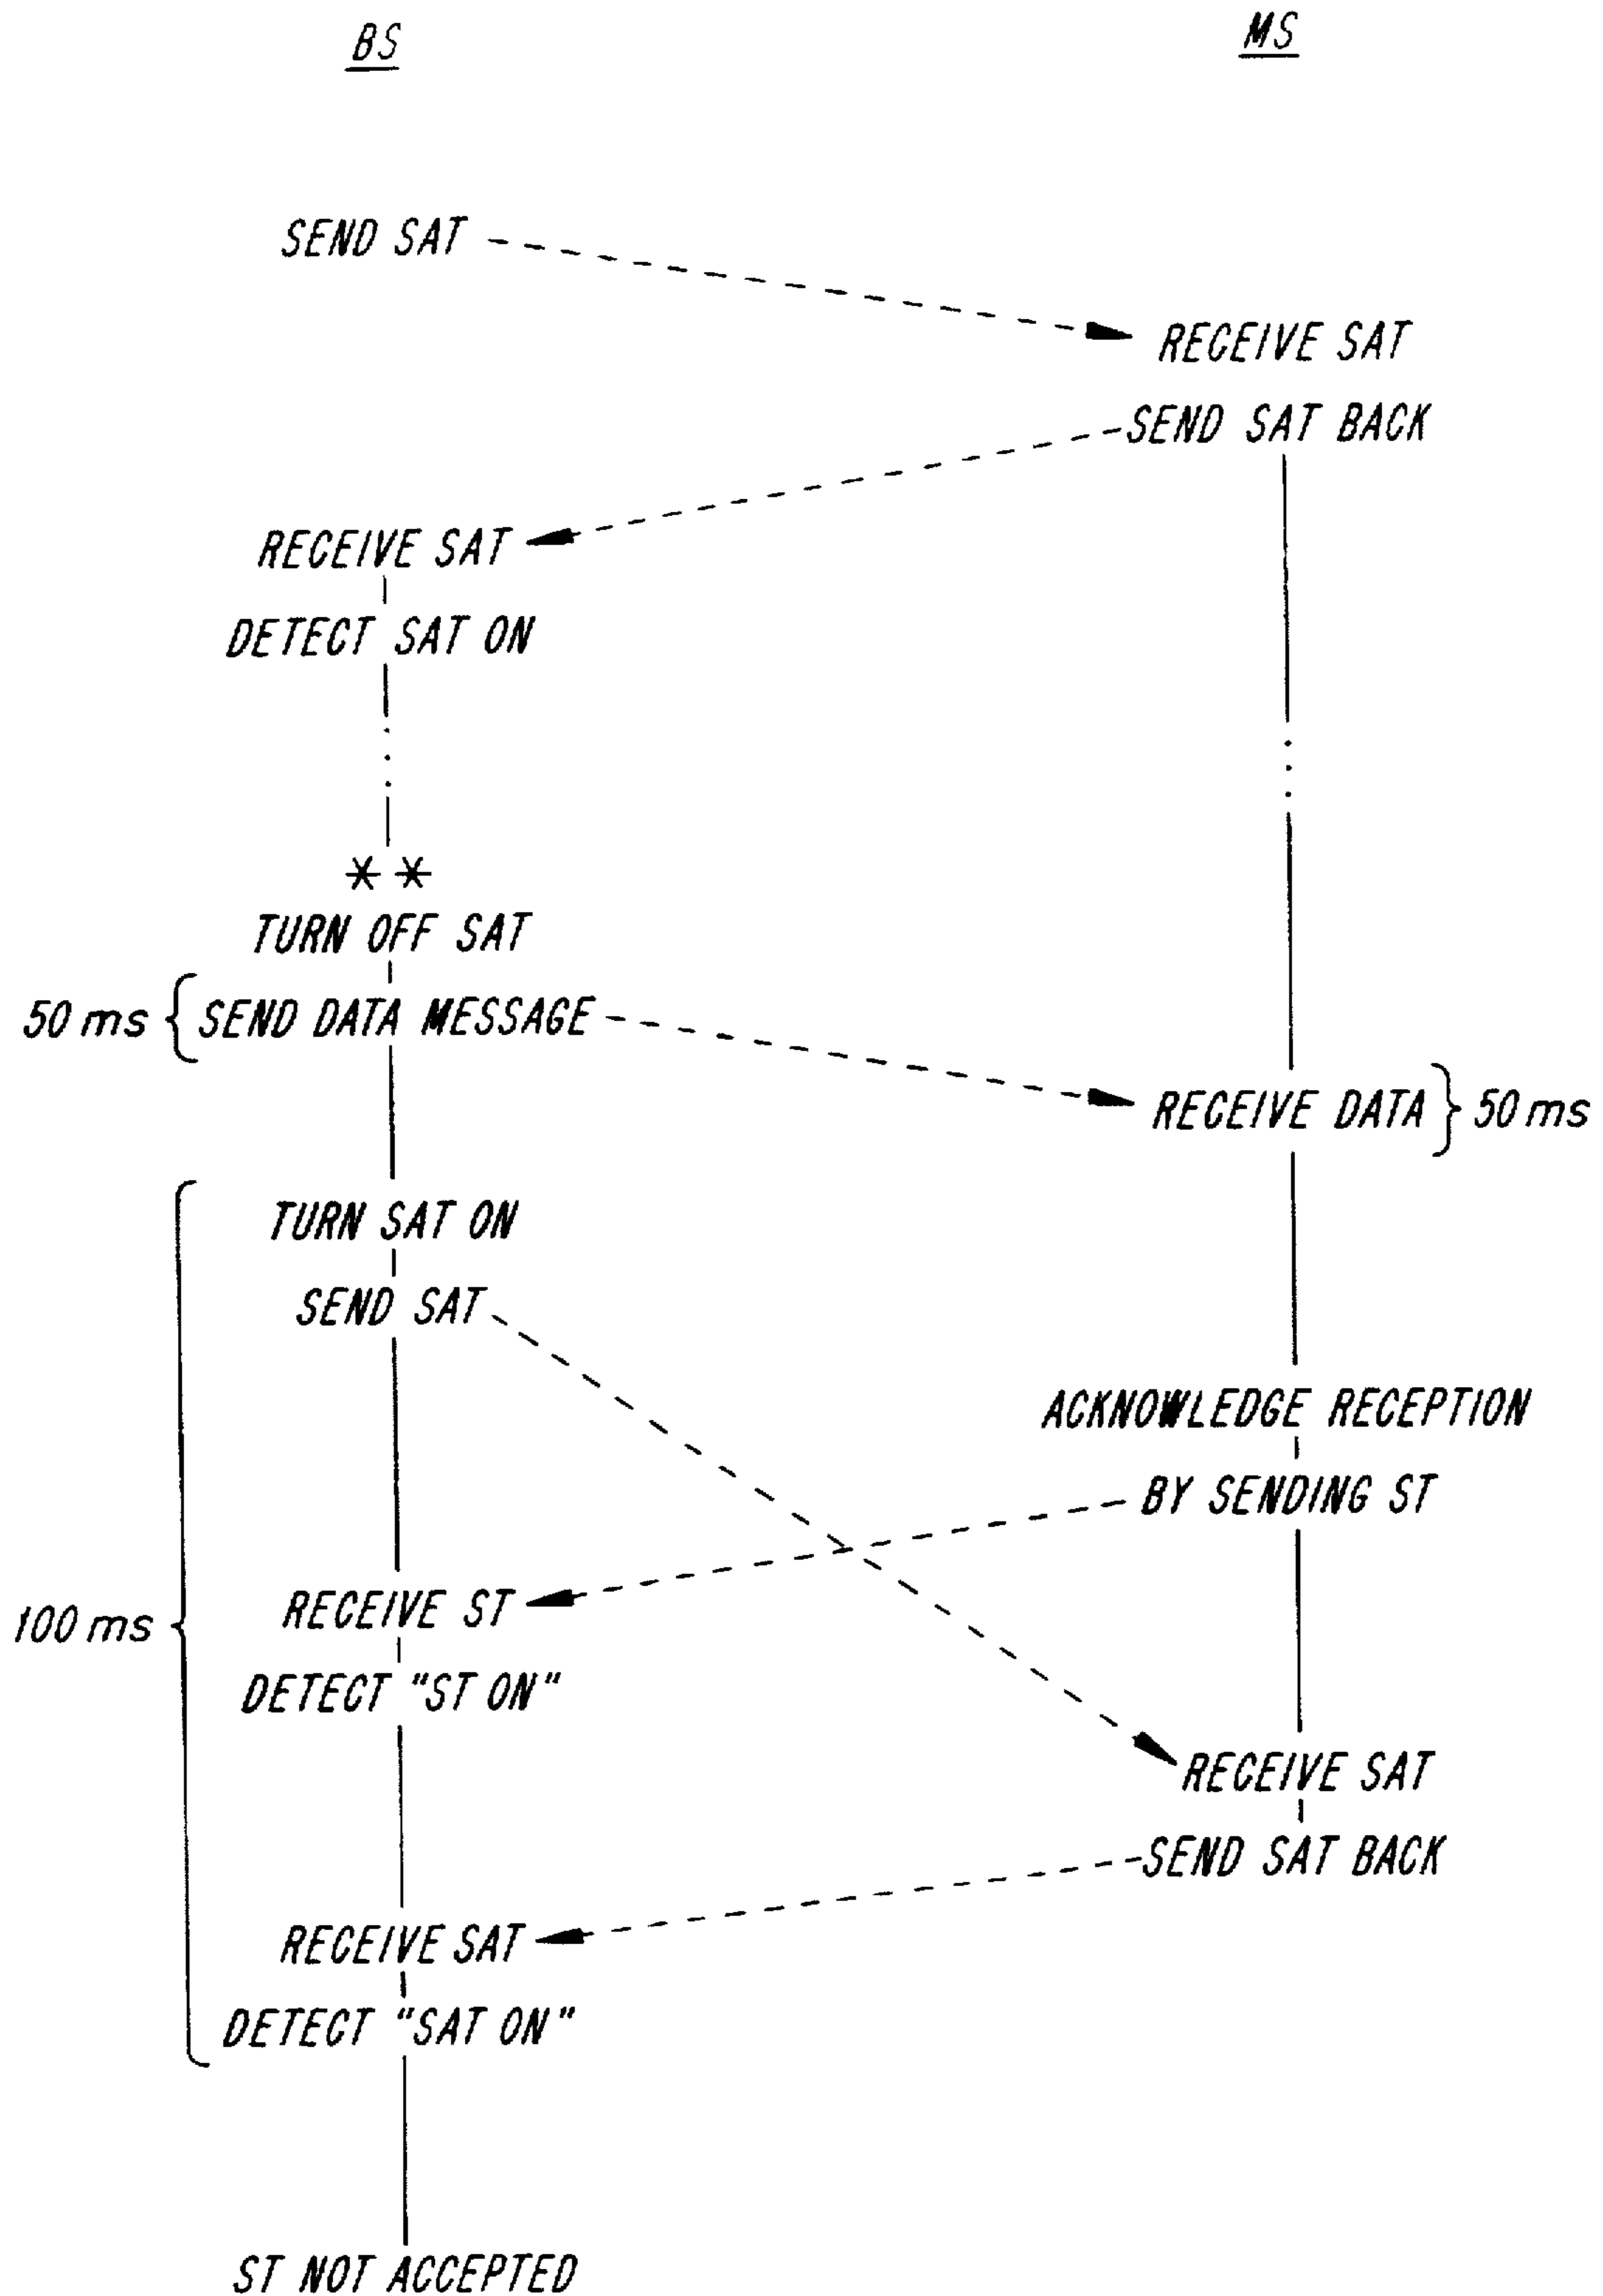 BS
MS
SEND SAT
RECEIVE SAT
SEND SAT BACK
RECEIVE SAT
DETECT SAT ON
**
TURN OFF SAT
50 ms { SEND DATA MESSAGE
RECEIVE DATA } 50 ms
TURN SAT ON
SEND SAT
ACKNOWLEDGE RECEPTION
BY SENDING ST
RECEIVE ST
100 ms
DETECT "ST ON"
RECEIVE SAT
SEND SAT BACK
RECEIVE SAT
DETECT "SAT ON"
ST NOT ACCEPTED